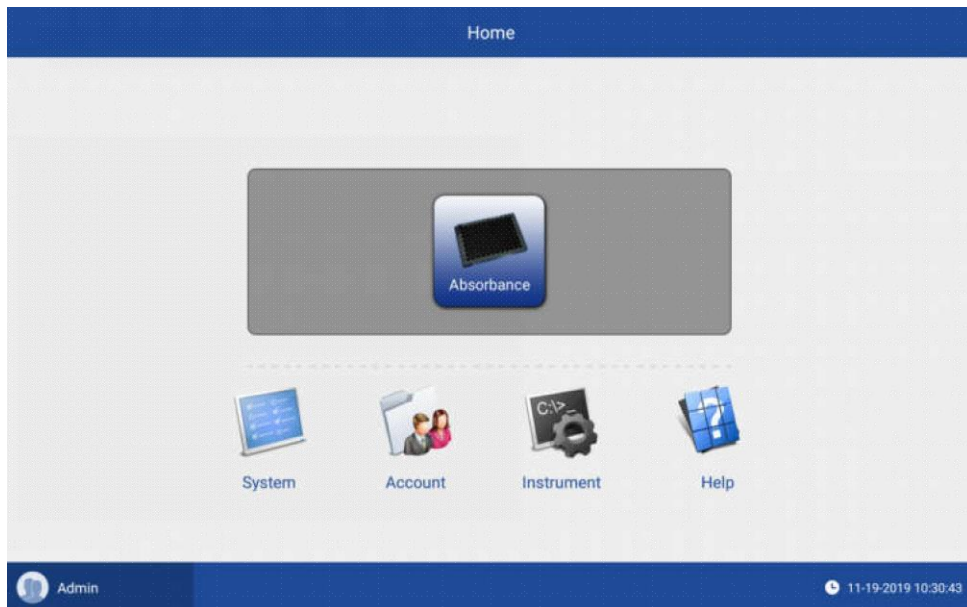 Home
Absorbance
C:\>_
System
Account
Instrument
Help
Admin
11-19-2019 10:30:43